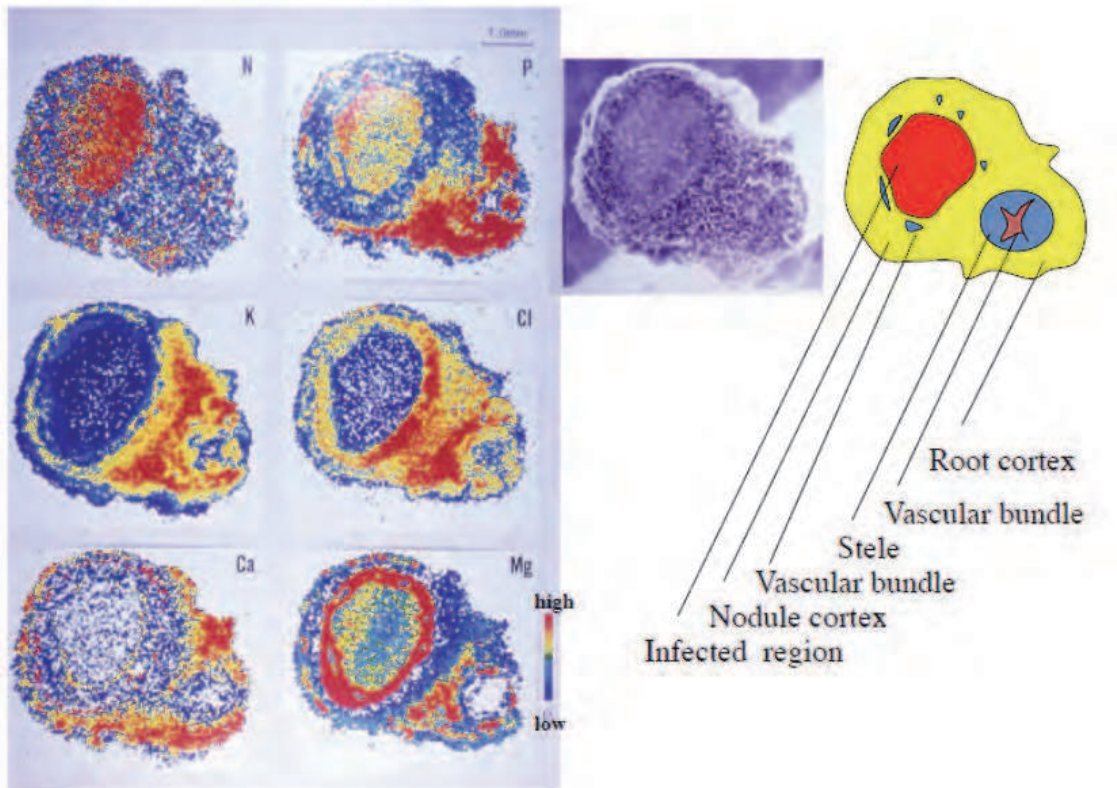 N
P
K
Cl
Ca
Mg
high
low
Root cortex
Vascular bundle
Stele
Vascular bundle
Nodule cortex
Infected region